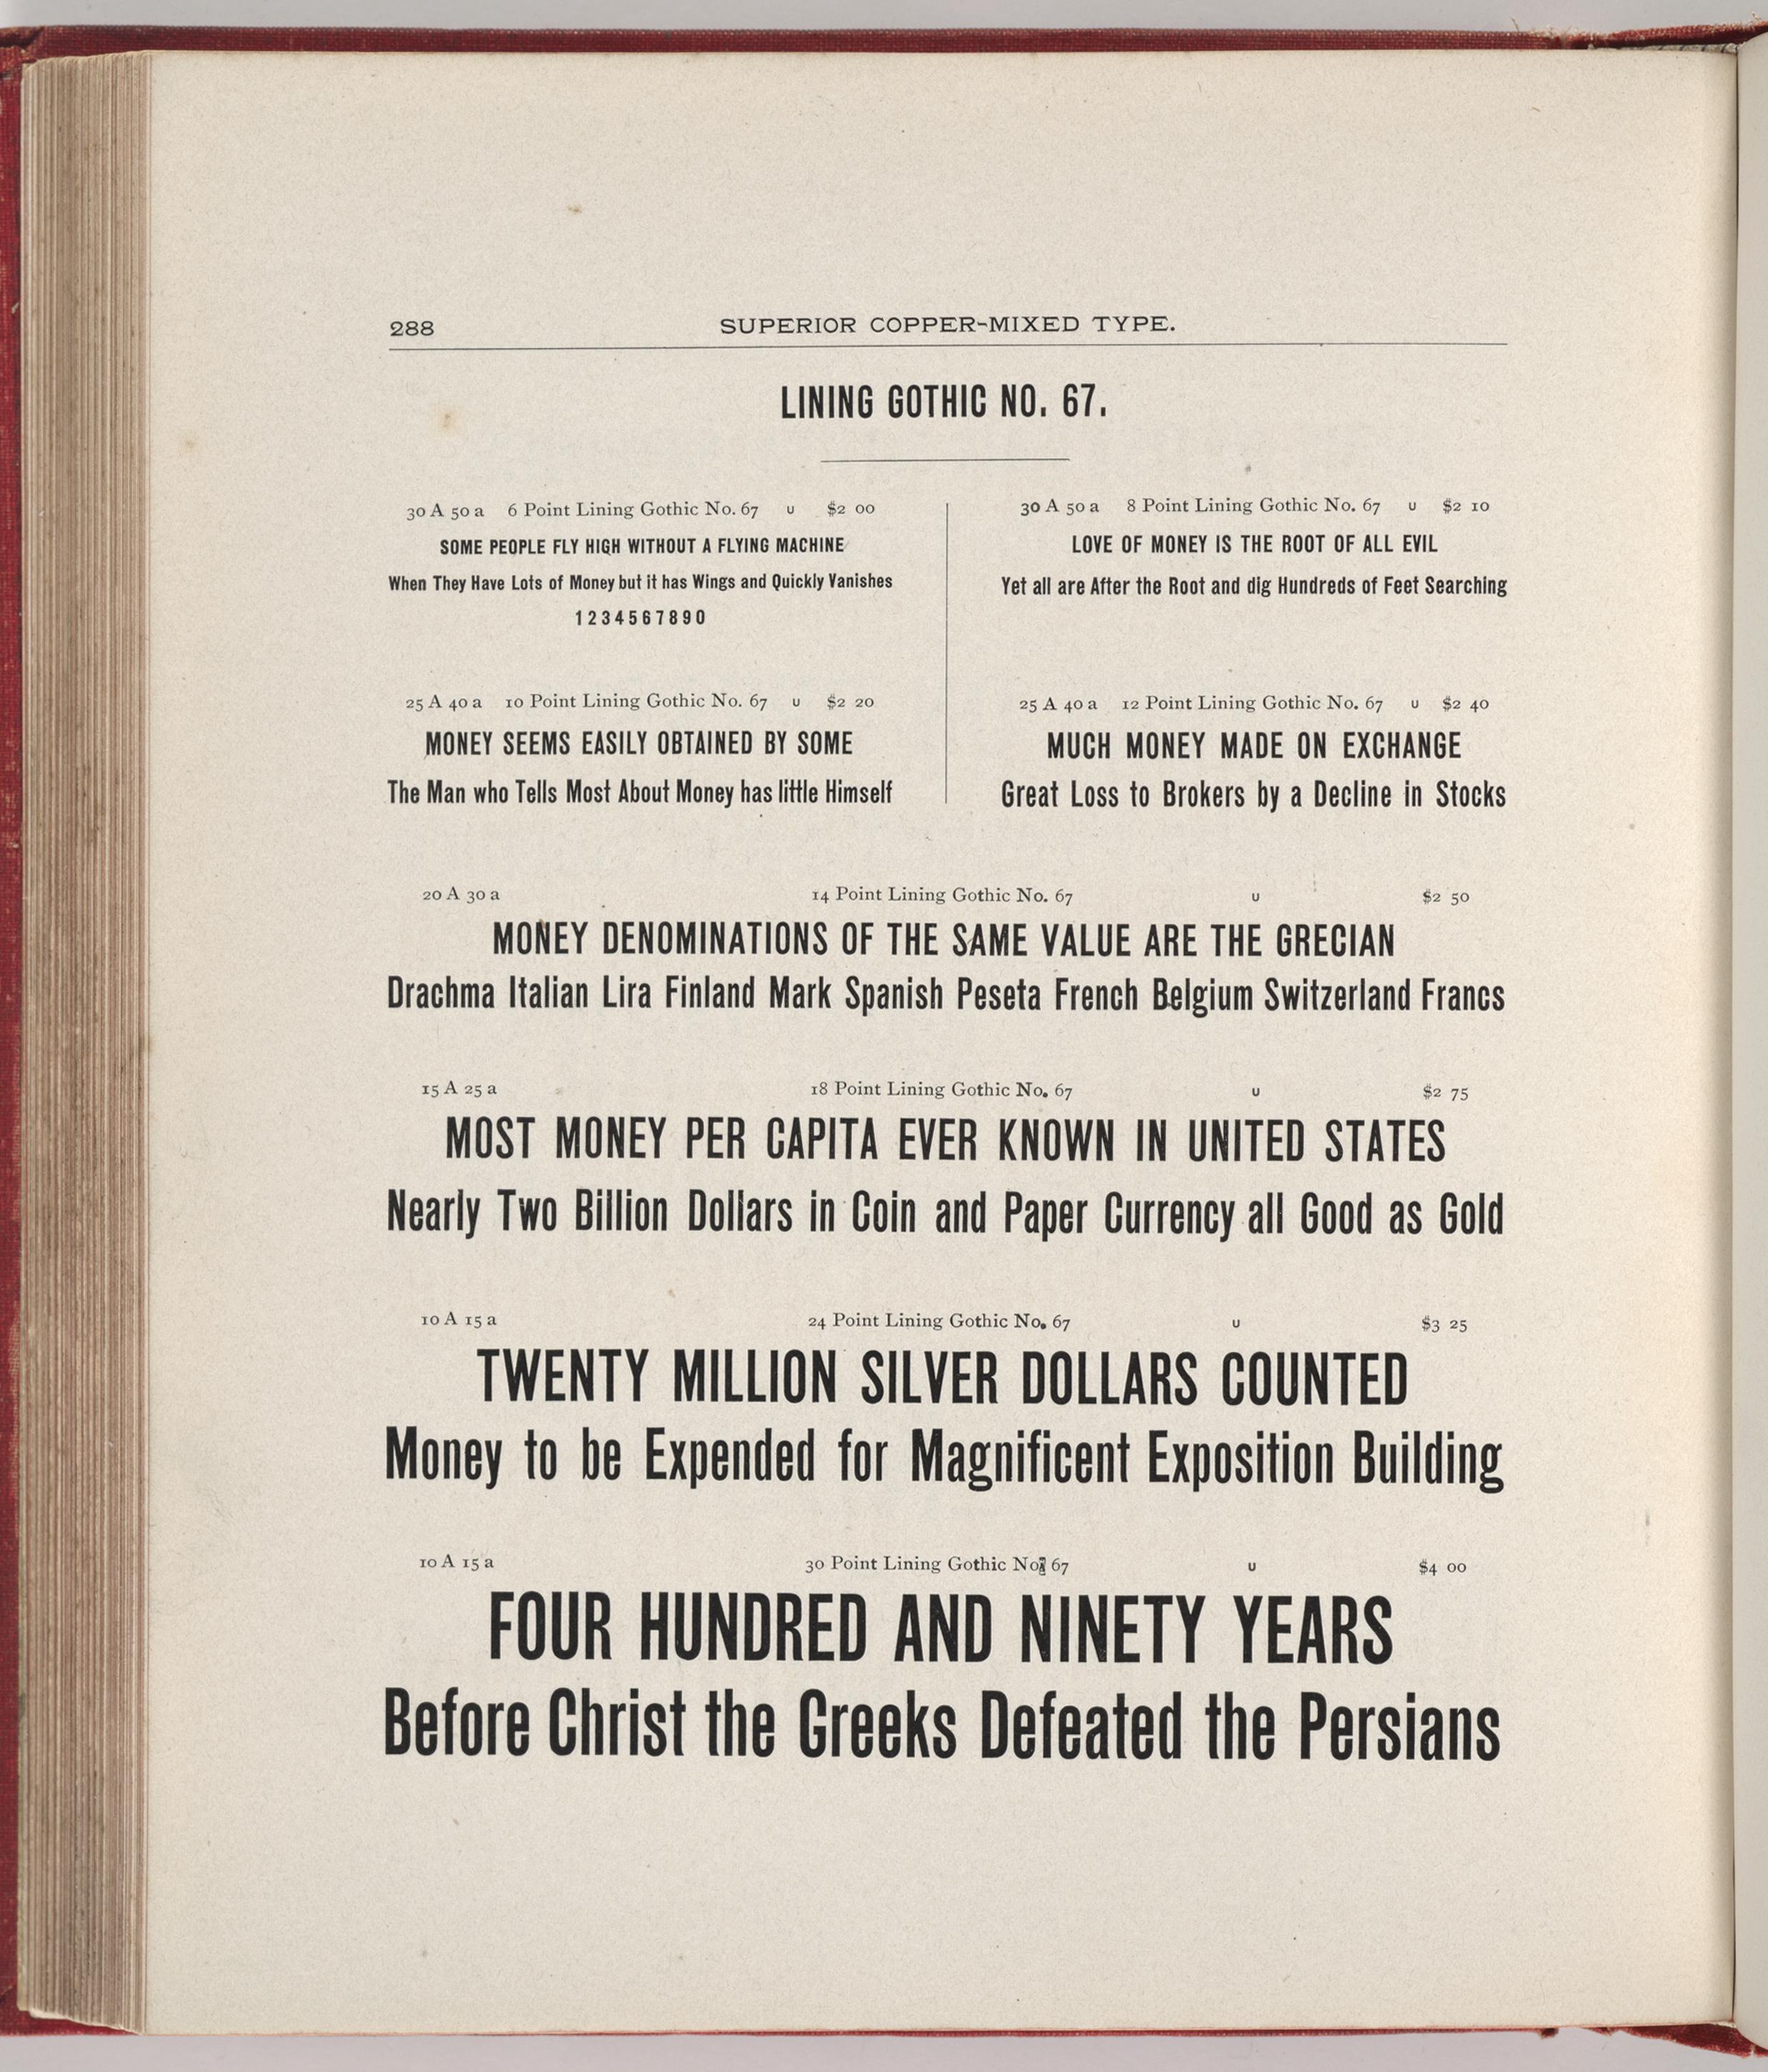 288
SUPERIOR COPPER-MIXED TYPE.
LINING GOTHIC NO. 67.
30 A 50 a 6 Point Lining Gothic No. 67 U $2 00
SOME PEOPLE FLY HIGH WITHOUT A FLYING MACHINE
When They Have Lots of Money but it has Wings and Quickly Vanishes
1234567890
30 A 50 a 8 Point Lining Gothic No. 67 U $2 10
LOVE OF MONEY IS THE ROOT OF ALL EVIL
Yet all are After the Root and dig Hundreds of Feet Searching
25 A 40 a 10 Point Lining Gothic No. 67 U $2 20
MONEY SEEMS EASILY OBTAINED BY SOME
The Man who Tells Most About Money has little Himself
25 A 40 a 12 Point Lining Gothic No. 67 U $2 40
MUCH MONEY MADE ON EXCHANGE
Great Loss to Brokers by a Decline in Stocks
20 A 30 a 14 Point Lining Gothic No. 67 U $2 50
MONEY DENOMINATIONS OF THE SAME VALUE ARE THE GRECIAN
Drachma Italian Lira Finland Mark Spanish Peseta French Belgium Switzerland Francs
15 A 25 a 18 Point Lining Gothic No. 67 U $2 75
MOST MONEY PER CAPITA EVER KNOWN IN UNITED STATES
Nearly Two Billion Dollars in Coin and Paper Currency all Good as Gold
10 A 15 a 24 Point Lining Gothic No. 67 U $3 25
TWENTY MILLION SILVER DOLLARS COUNTED
Money to be Expended for Magnificent Exposition Building
10 A 15 a 30 Point Lining Gothic No. 67 U $4 00
FOUR HUNDRED AND NINETY YEARS
Before Christ the Greeks Defeated the Persians